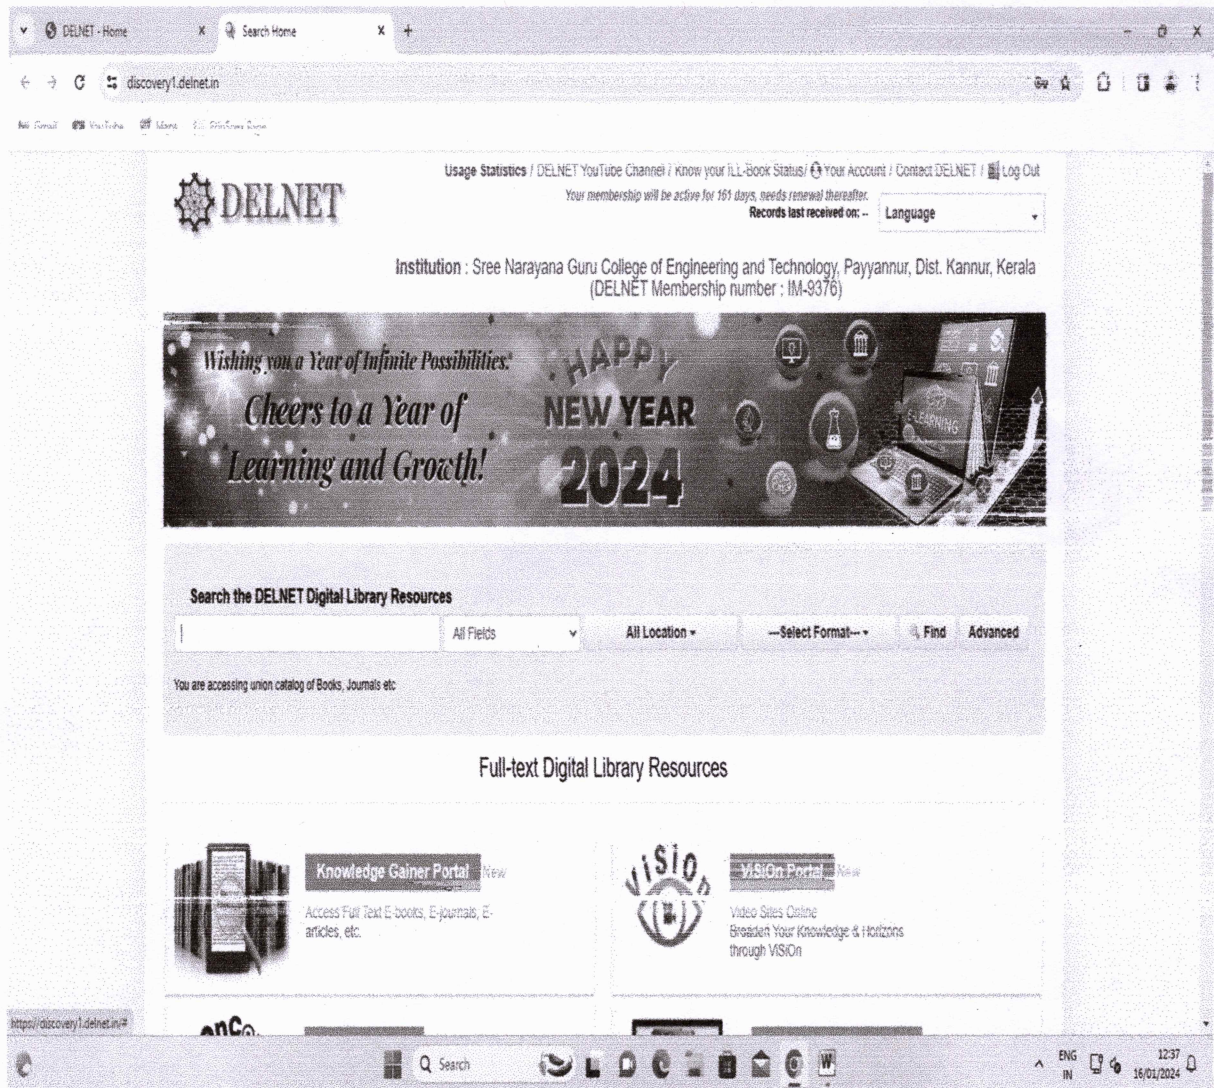 DELNET - Home
Search Home
discovery1.delnet.in
Gmail YouTube Maps
Usage Statistics / DELNET YouTube Channel / Know your ILL-Book Status/ Your Account / Contact DELNET / Log Out
Your membership will be active for 161 days, needs renewal thereafter.
Records last received on: --
Language
DELNET
Institution : Sree Narayana Guru College of Engineering and Technology, Payyannur, Dist. Kannur, Kerala
(DELNET Membership number : IM-9376)
Wishing you a Year of Infinite Possibilities.
Cheers to a Year of
Learning and Growth!
HAPPY
NEW YEAR
2024
E-LEARNING
Search the DELNET Digital Library Resources
All Fields
All Location
---Select Format---
Find
Advanced
You are accessing union catalog of Books, Journals etc
Full-text Digital Library Resources
Knowledge Gainer Portal New
Access Full Text E-books, E-journals, E-
articles, etc.
ViSiOn
ViSiOn Portal New
Video Sites Online
Broaden Your Knowledge & Horizons
through ViSiOn
https://discovery1.delnet.in/#
Search
W
ENG
IN
12:37
16/01/2024